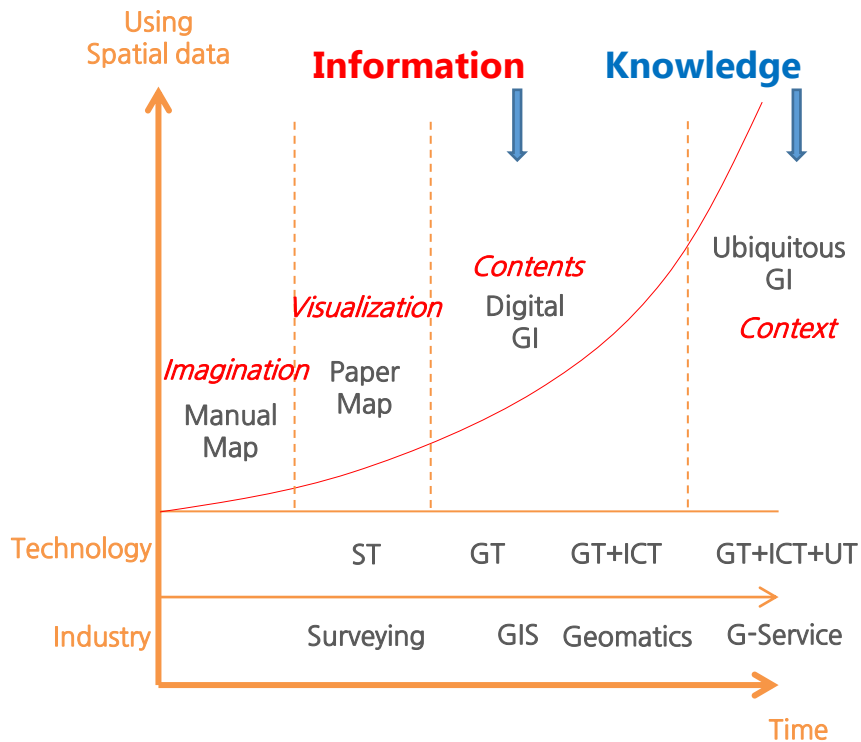 Using
Spatial data
Information
Knowledge
Ubiquitous
GI
Context
Contents
Digital
GI
Visualization
Paper
Map
Imagination
Manual
Map
Technology
ST
GT
GT+ICT
GT+ICT+UT
Industry
Surveying
GIS
Geomatics
G-Service
Time